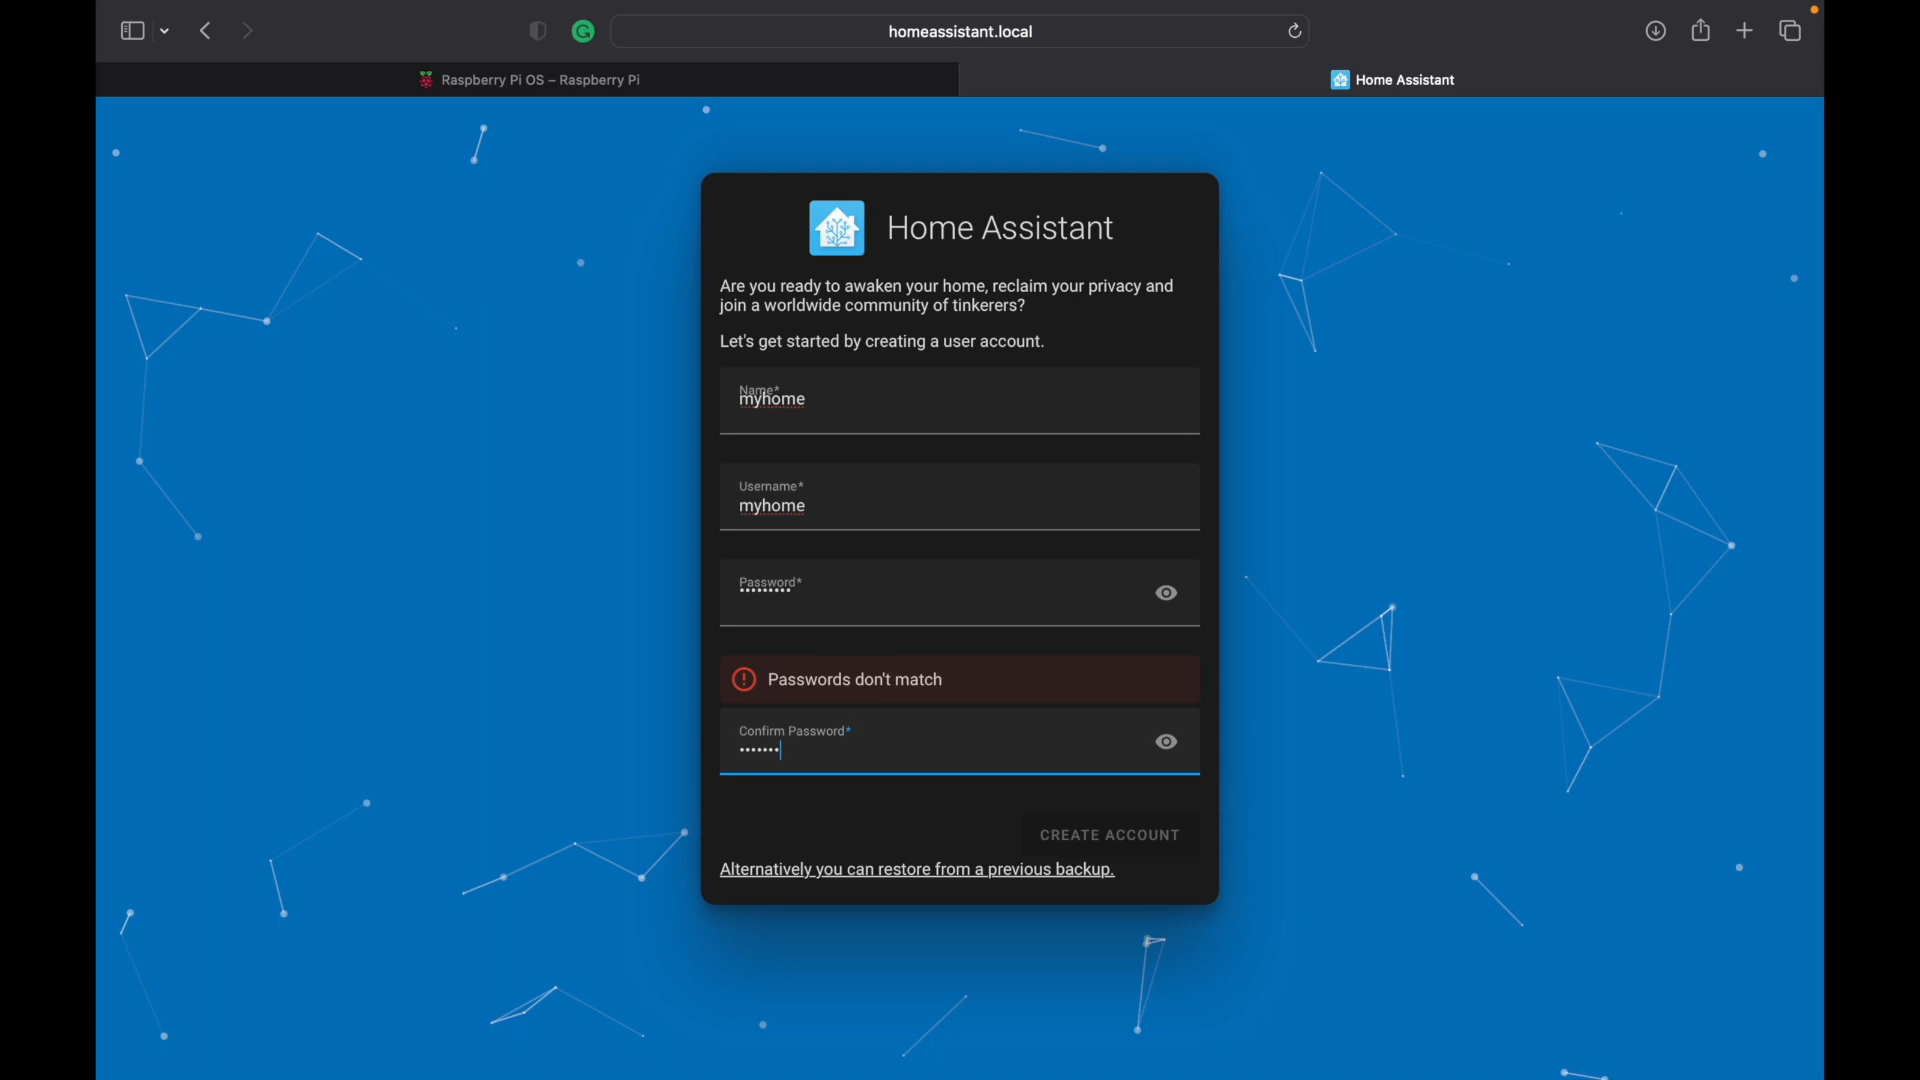 homeassistant.local
Raspberry Pi OS – Raspberry Pi
Home Assistant
Home Assistant
Are you ready to awaken your home, reclaim your privacy and
join a worldwide community of tinkerers?
Let's get started by creating a user account.
Name*
myhome
Username*
myhome
Password*
•••••••••
Passwords don't match
Confirm Password*
•••••••
CREATE ACCOUNT
Alternatively you can restore from a previous backup.